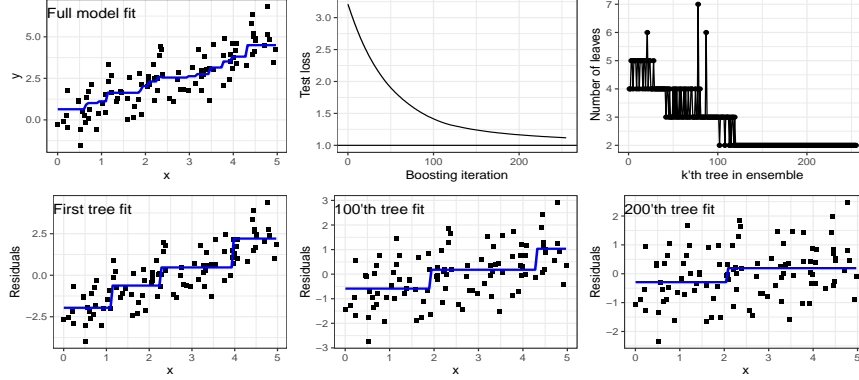 Full model fit
y
5.0
2.5
0.0
0 1 2 3 4 5
x
Test loss
3.0
2.5
2.0
1.5
1.0
0 100 200
Boosting iteration
Number of leaves
7
6
5
4
3
2
0 100 200
k'th tree in ensemble
First tree fit
Residuals
2.5
0.0
−2.5
0 1 2 3 4 5
x
100'th tree fit
Residuals
3
2
1
0
−1
−2
−3
0 1 2 3 4 5
x
200'th tree fit
Residuals
2
1
0
−1
−2
0 1 2 3 4 5
x